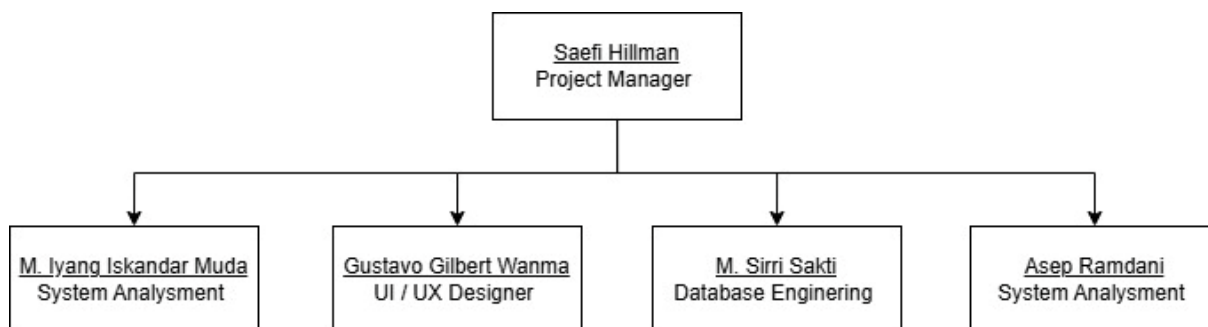 Saefi Hillman
Project Manager
M. Iyang Iskandar Muda
System Analysment
Gustavo Gilbert Wanma
UI / UX Designer
M. Sirri Sakti
Database Enginering
Asep Ramdani
System Analysment